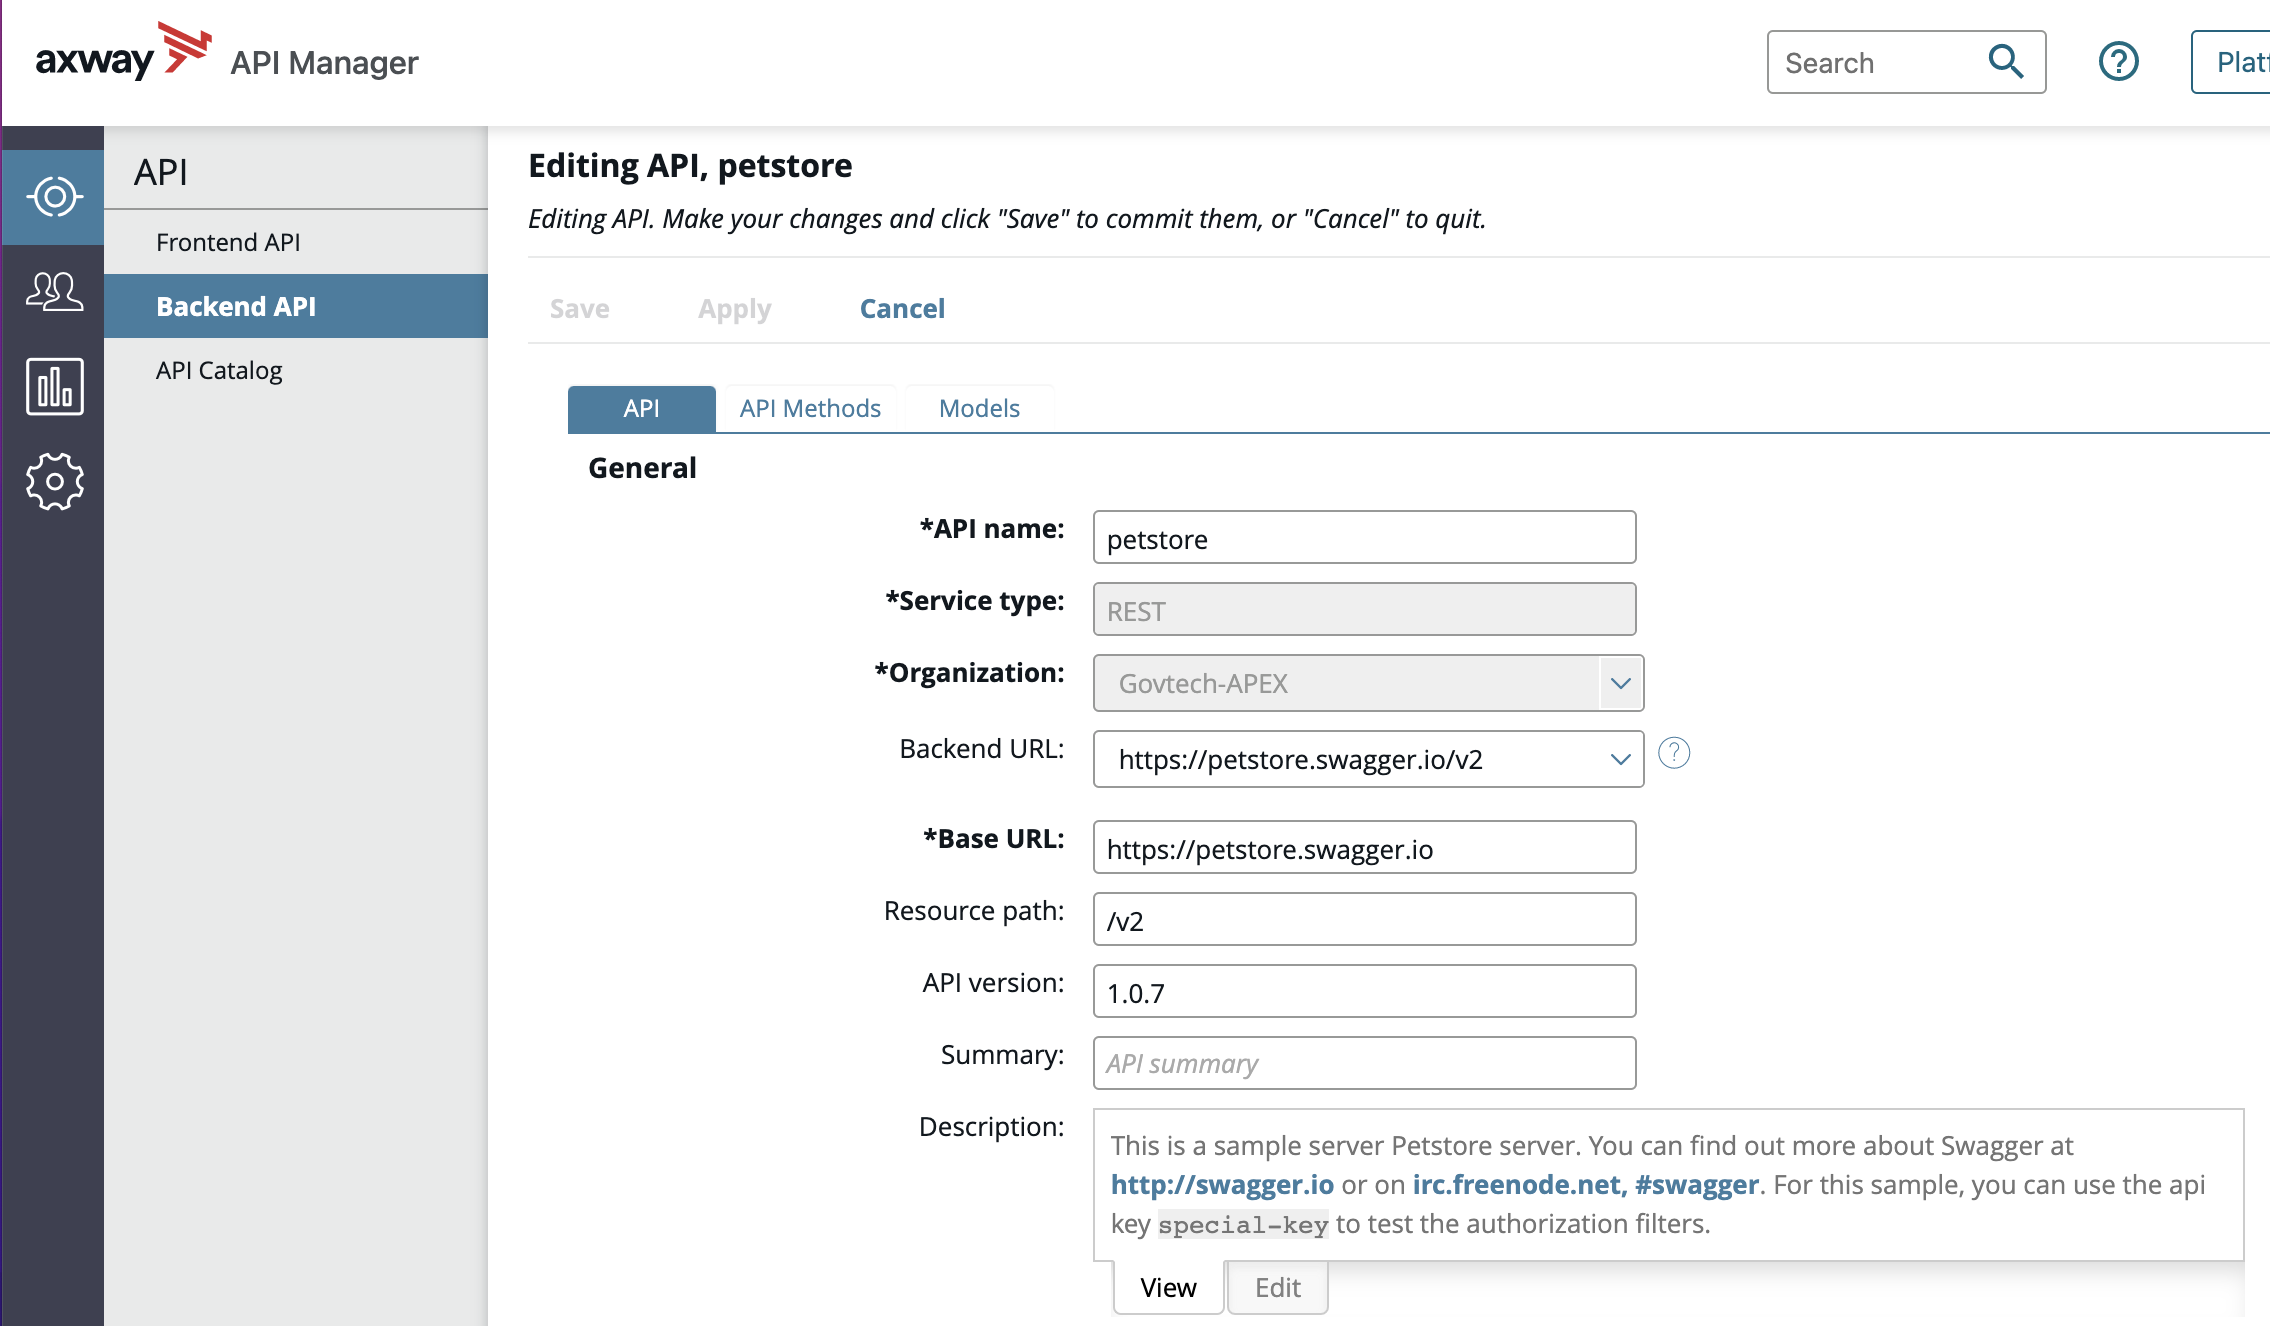 axway API Manager
Search
?
Platf
API
Frontend API
Backend API
API Catalog
Editing API, petstore
Editing API. Make your changes and click "Save" to commit them, or "Cancel" to quit.
Save Apply Cancel
API API Methods Models
General
*API name: petstore
*Service type: REST
*Organization: Govtech-APEX
Backend URL: https://petstore.swagger.io/v2 ?
*Base URL: https://petstore.swagger.io
Resource path: /v2
API version: 1.0.7
Summary: API summary
Description: This is a sample server Petstore server. You can find out more about Swagger at
http://swagger.io or on irc.freenode.net, #swagger. For this sample, you can use the api
key special-key to test the authorization filters.
View Edit